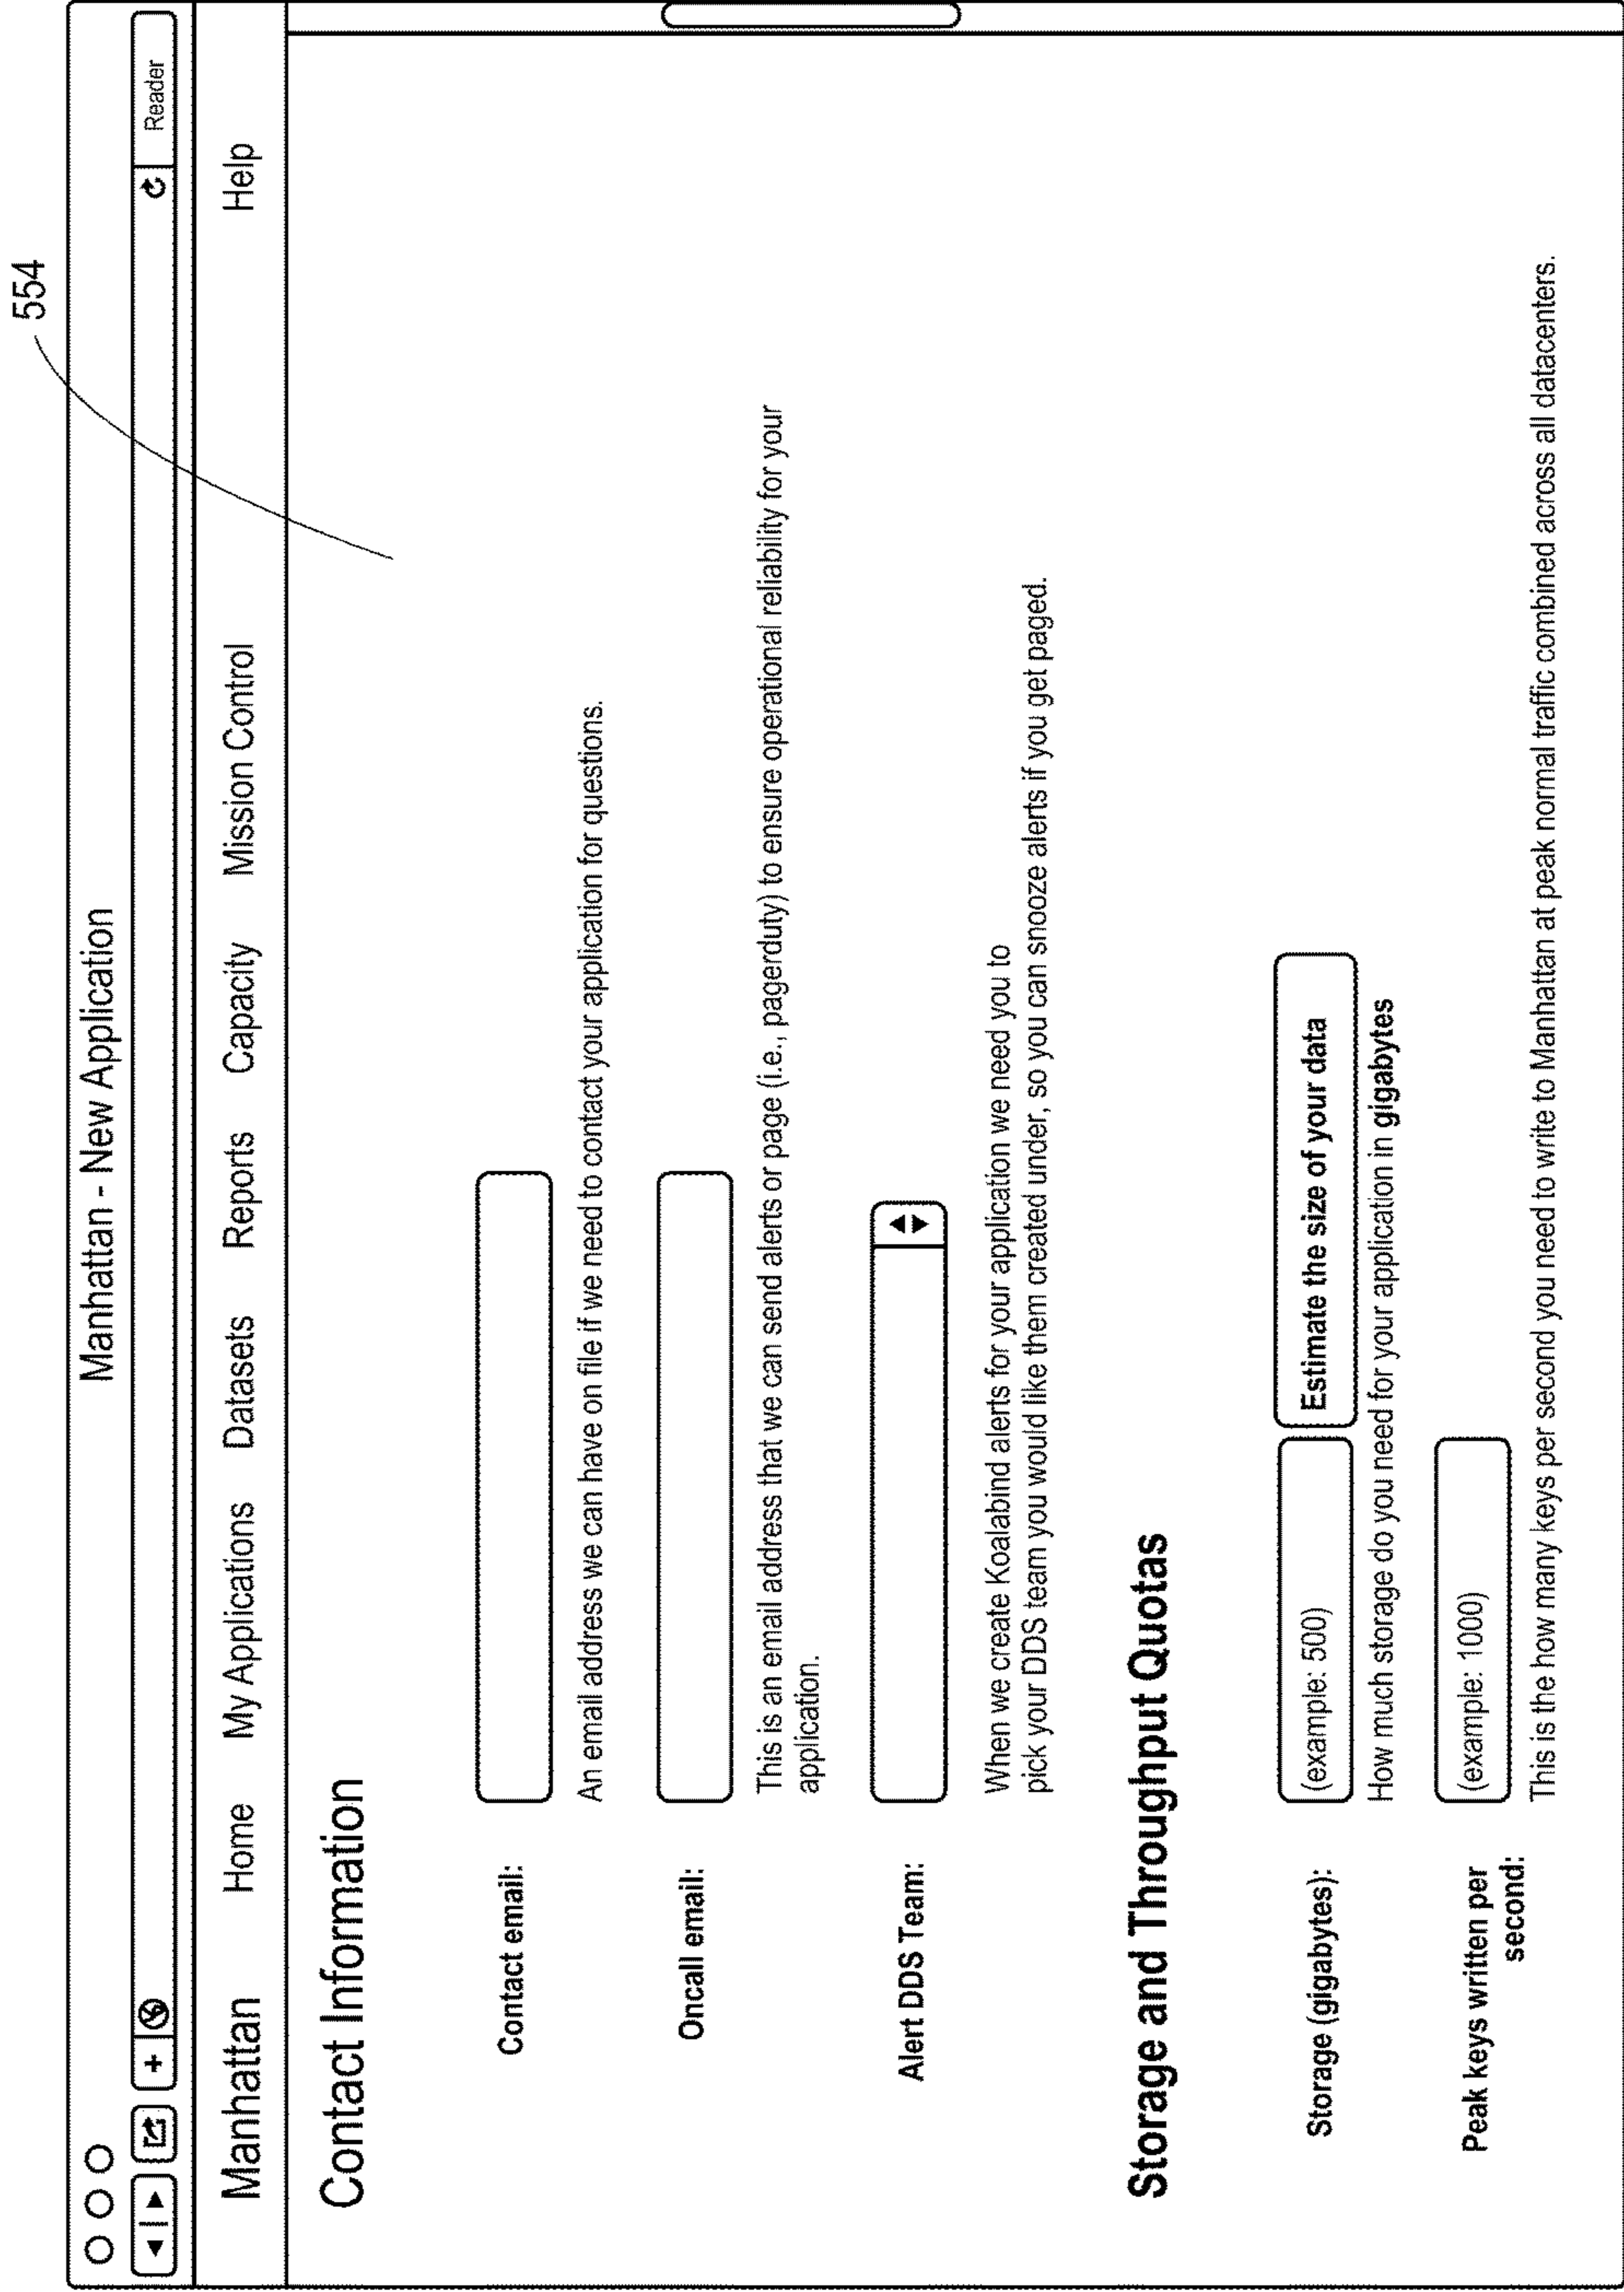 554
Manhattan - New Application
Reader
Manhattan Home My Applications Datasets Reports Capacity Mission Control Help
Contact Information
Contact email:
An email address we can have on file if we need to contact your application for questions.
Oncall email:
This is an email address that we can send alerts or page (i.e., pagerduty) to ensure operational reliability for your
application.
Alert DDS Team:
When we create Koalabind alerts for your application we need you to
pick your DDS team you would like them created under, so you can snooze alerts if you get paged.
Storage and Throughput Quotas
Storage (gigabytes): (example: 500) Estimate the size of your data
How much storage do you need for your application in gigabytes
Peak keys written per
second:
(example: 1000)
This is the how many keys per second you need to write to Manhattan at peak normal traffic combined across all datacenters.